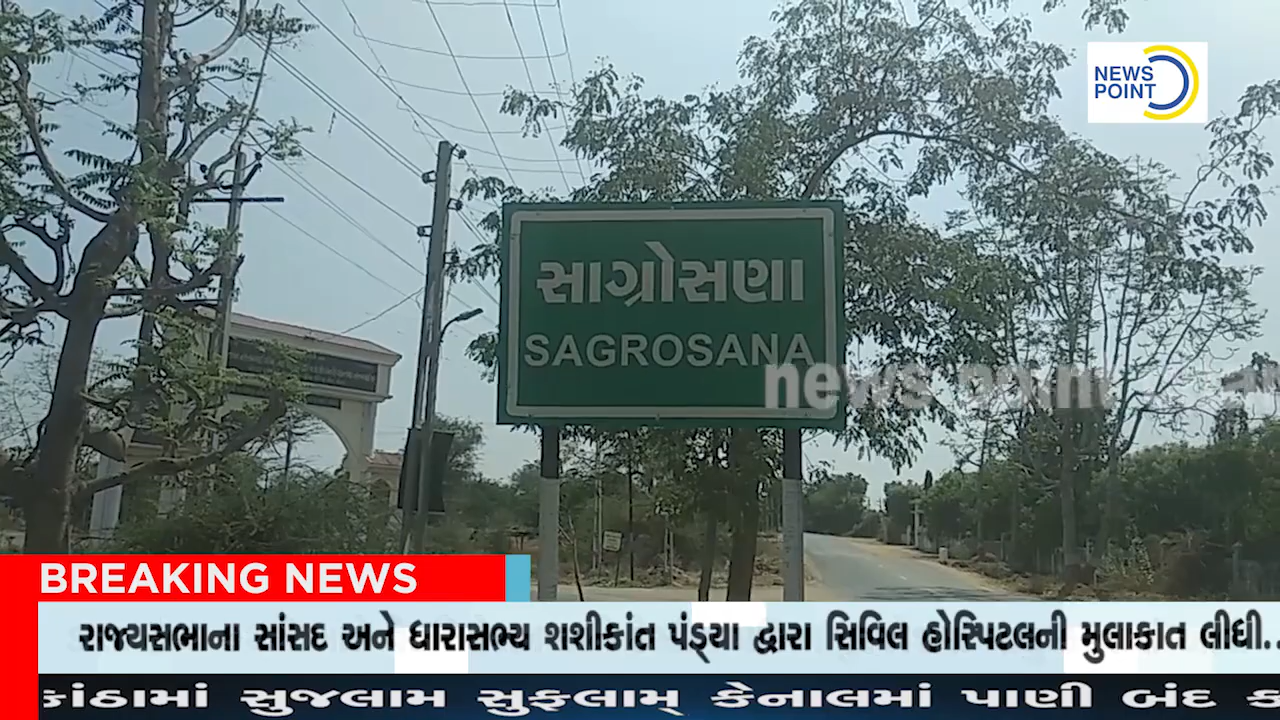 NEWS
POINT
સાગ્રોસણા
SAGROSANA
news point
BREAKING NEWS
રાજ્યસભાના સાંસદ અને ધારાસભ્ય શશીકાંત પંડ્યા દ્વારા સિવિલ હોસ્પિટલની મુલાકાત લીધી..
કાંઠામાં સુજલામ સુફલામ્ કેનાલમાં પાણી બંદ ક